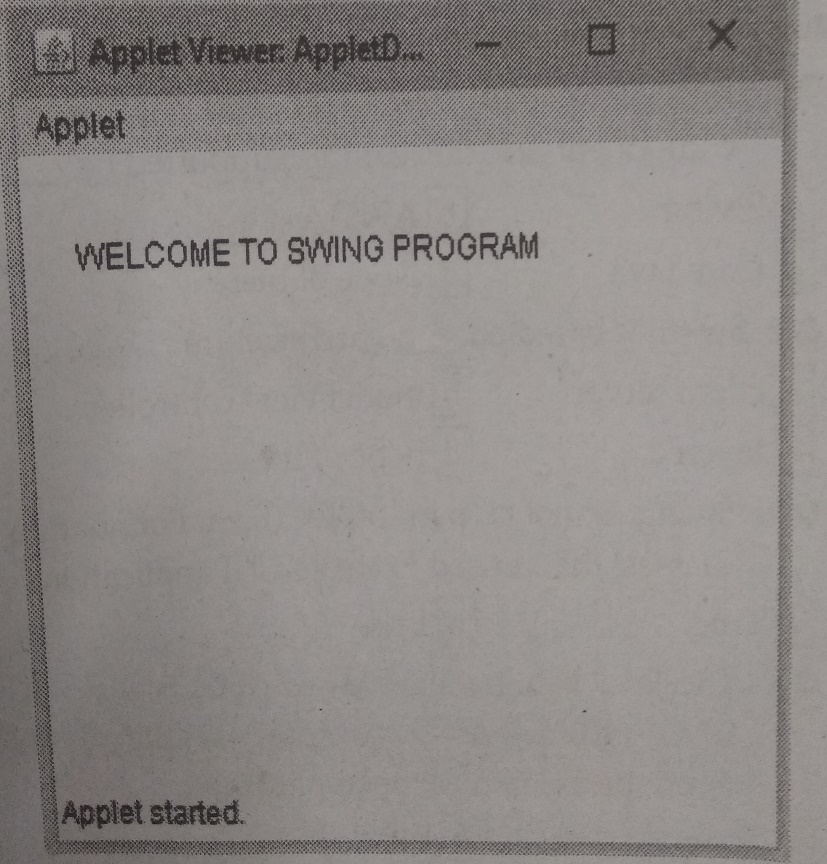 Applet Viewer: AppletD...
Applet
WELCOME TO SWING PROGRAM
Applet started.